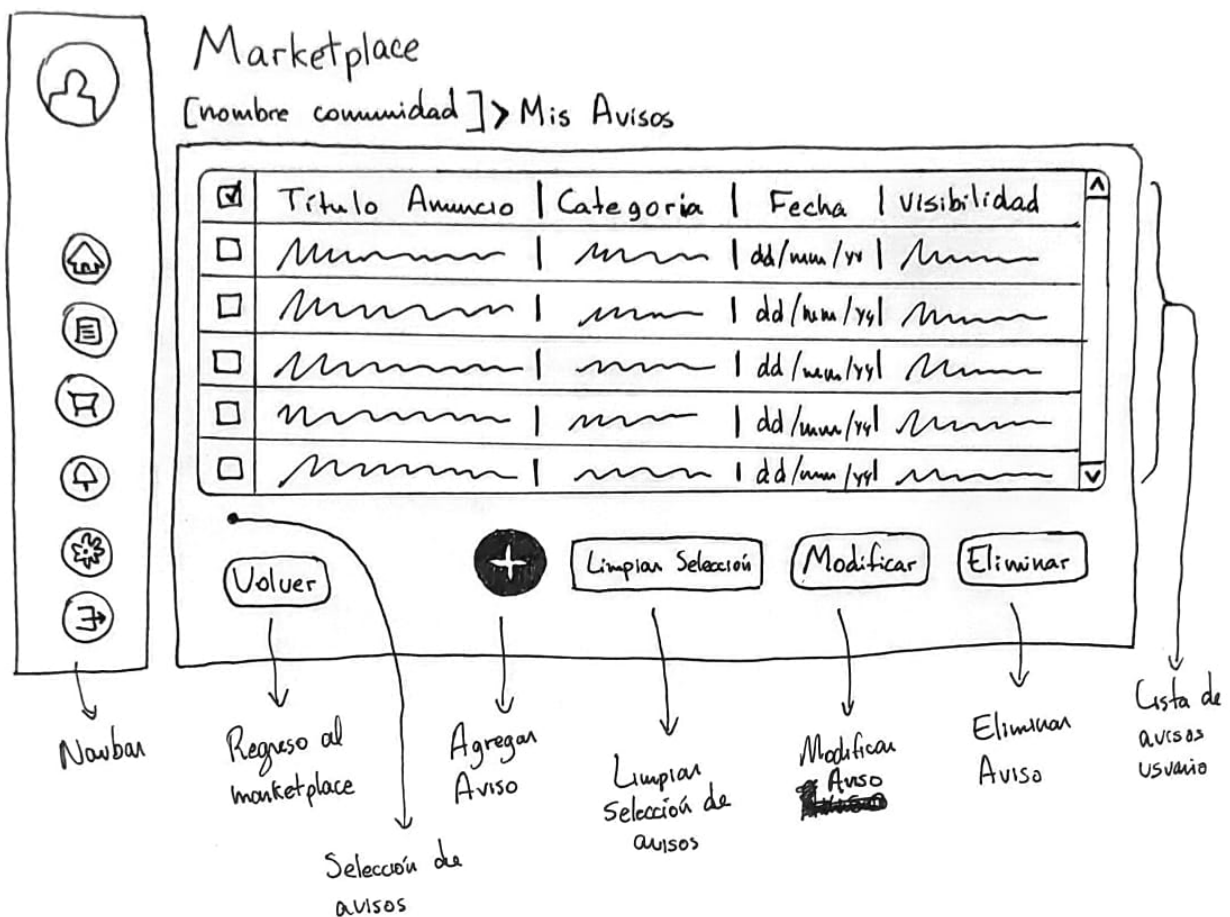 Marketplace
[nombre comunidad] > Mis Avisos
Título Anuncio | Categoria | Fecha | Visibilidad
dd/mm/yy
dd/mm/yy
dd/mm/yy
dd/mm/yy
dd/mm/yy
Volver
+
Limpiar Selección
Modificar
Eliminar
Navbar
Regreso al
marketplace
Selección de
avisos
Agregar
Aviso
Limpiar
Selección de
avisos
Modificar
Aviso
Eliminar
Aviso
Lista de
avisos
usuario